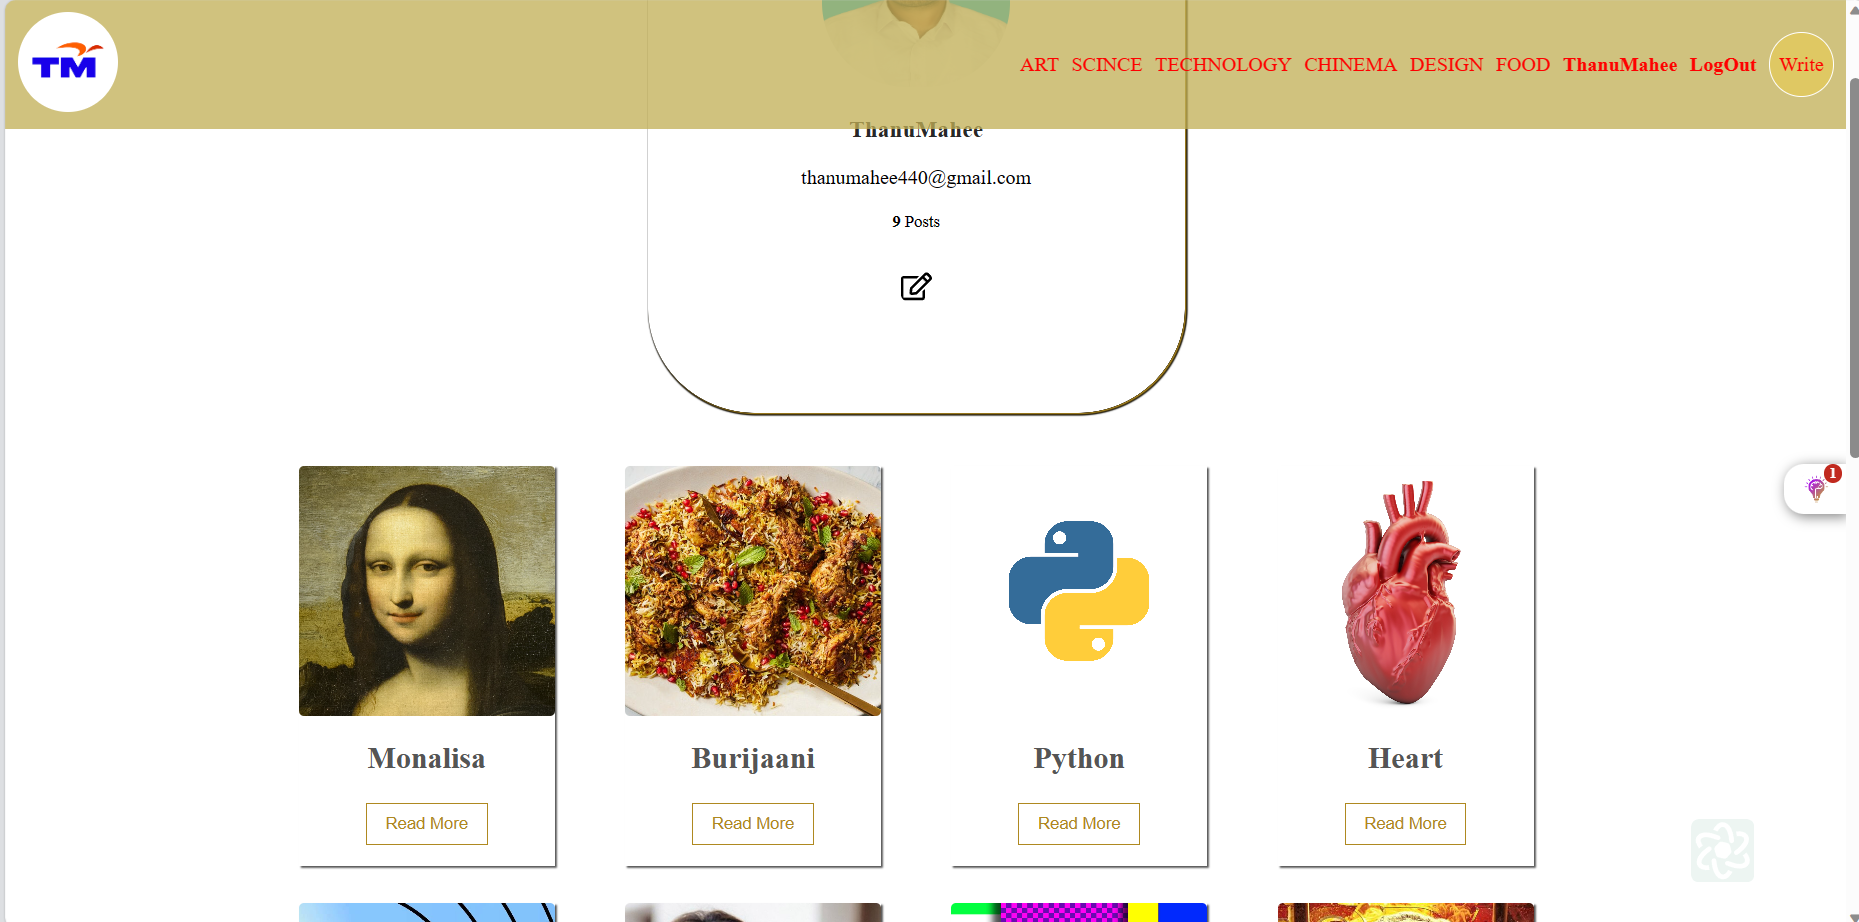 TM
ART SCINCE TECHNOLOGY CHINEMA DESIGN FOOD ThanuMahee LogOut Write
ThanuMahee
thanumahee440@gmail.com
9 Posts
1
Monalisa Burijaani Python Heart
Read More Read More Read More Read More